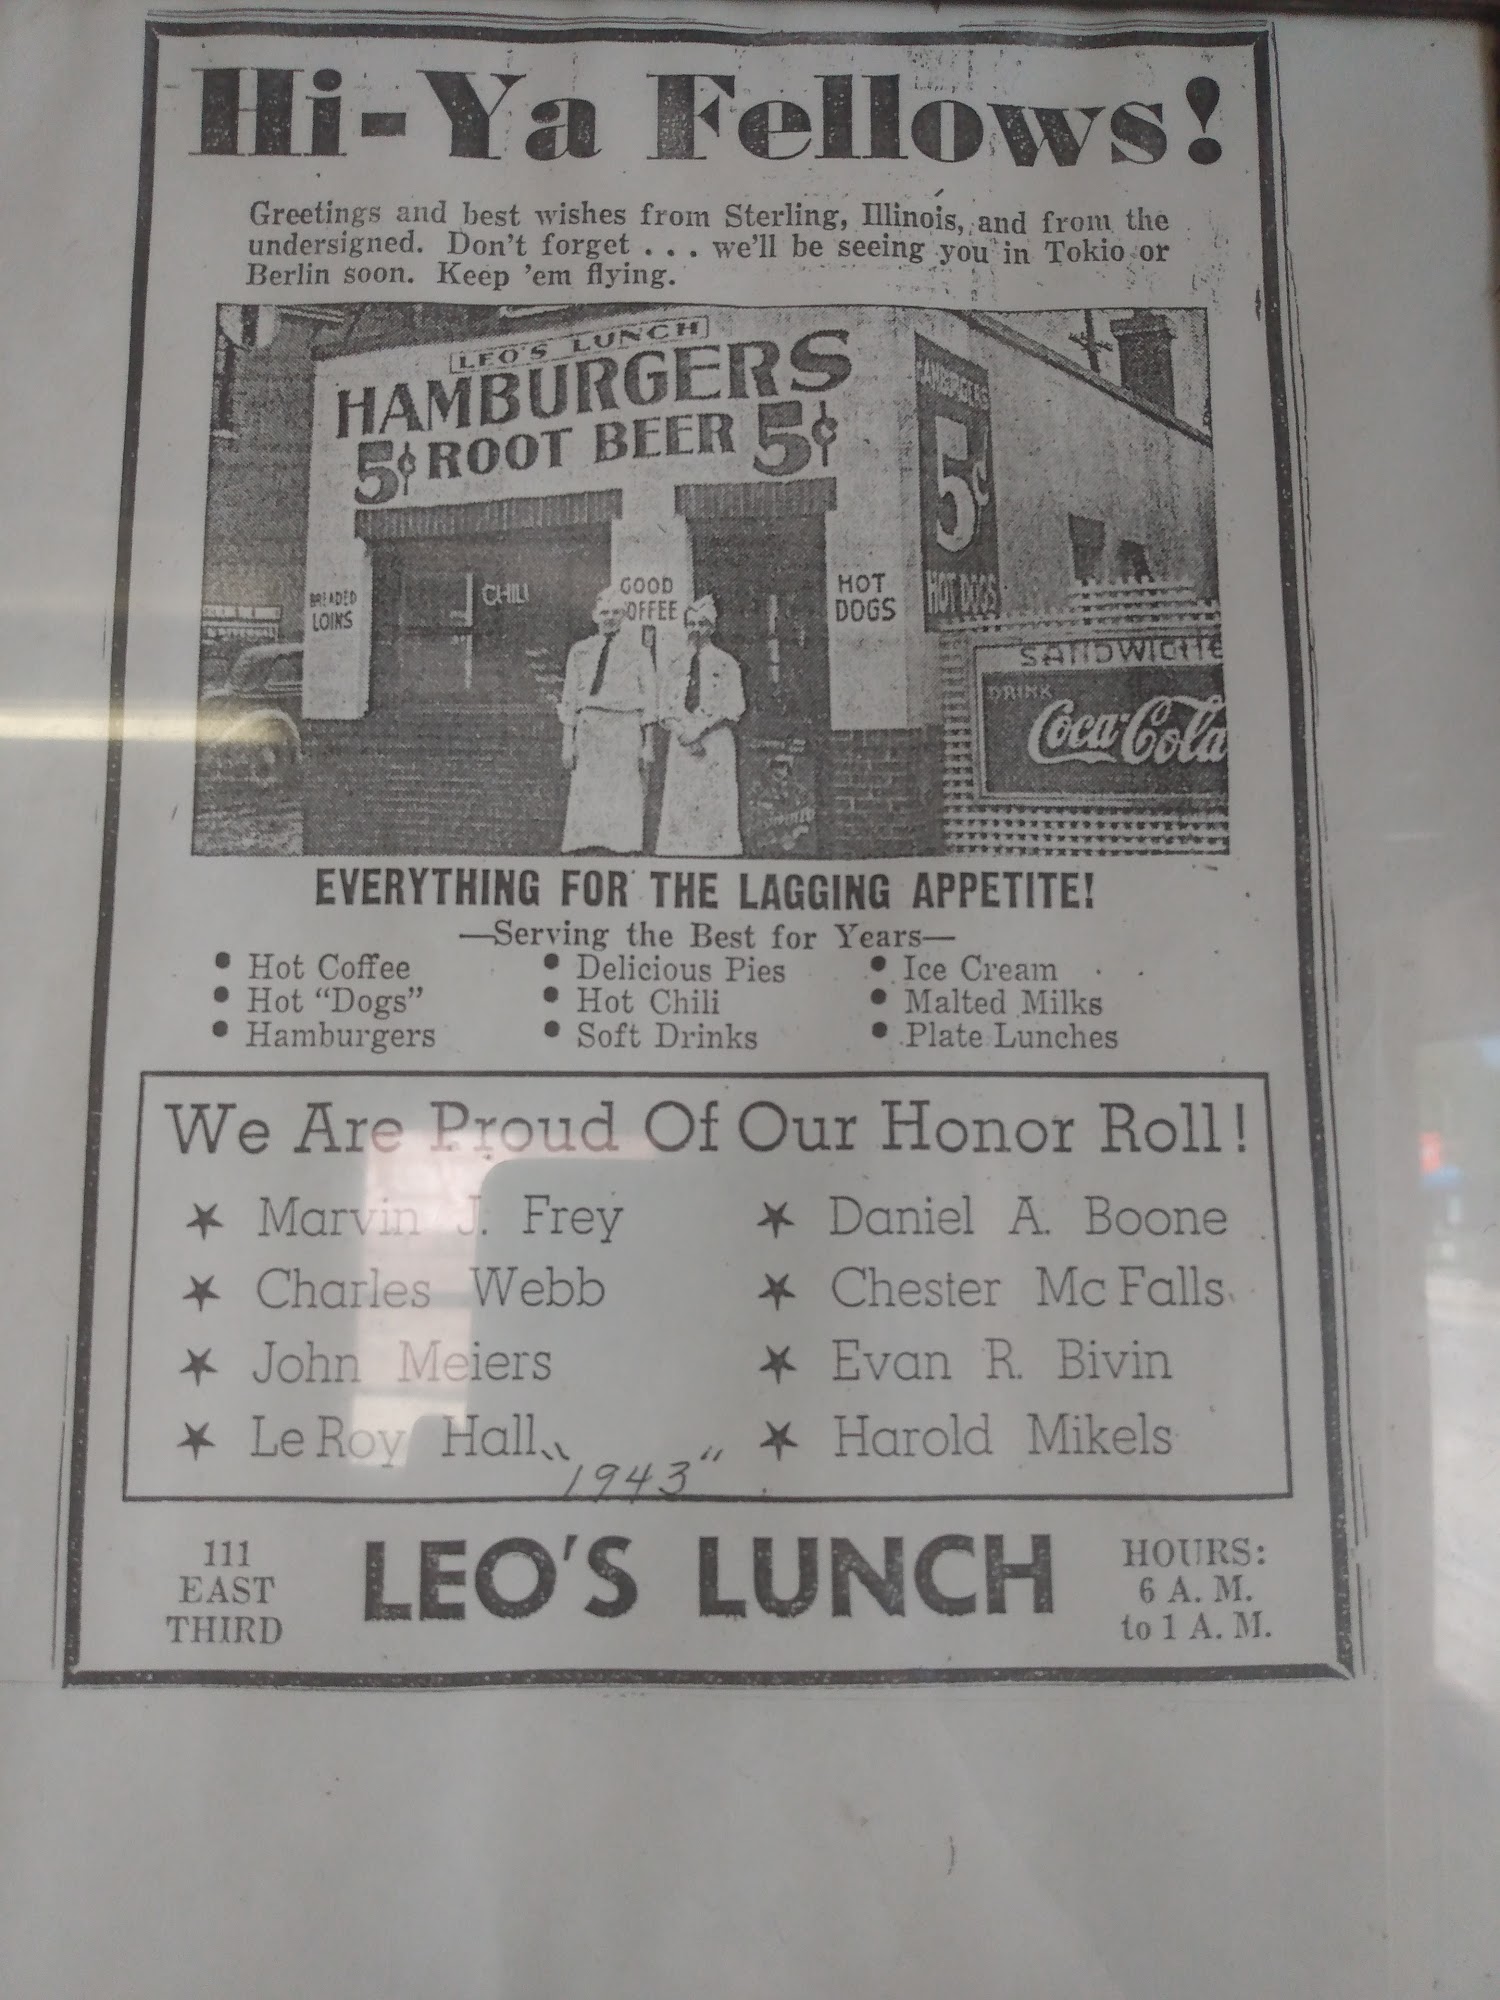 Hi-Ya Fellows!
Greetings and best wishes from Sterling, Illinois, and from the
undersigned. Don't forget . . . we'll be seeing you in Tokio or
Berlin soon. Keep 'em flying.
LEO'S LUNCH
HAMBURGERS
5¢ ROOT BEER 5¢
HAMBURGERS
5¢
HOT DOGS
BREADED
LOINS
CHILI
GOOD
COFFEE
HOT
DOGS
SANDWICHE
DRINK
Coca-Cola
EVERYTHING FOR THE LAGGING APPETITE!
—Serving the Best for Years—
• Hot Coffee • Delicious Pies • Ice Cream
• Hot "Dogs" • Hot Chili • Malted Milks
• Hamburgers • Soft Drinks • Plate Lunches
We Are Proud Of Our Honor Roll!
★ Marvin J. Frey ★ Daniel A. Boone
★ Charles Webb ★ Chester McFalls
★ John Meiers ★ Evan R. Bivin
★ LeRoy Hall ★ Harold Mikels
"1943"
111
EAST
THIRD
LEO'S LUNCH
HOURS:
6 A. M.
to 1 A. M.